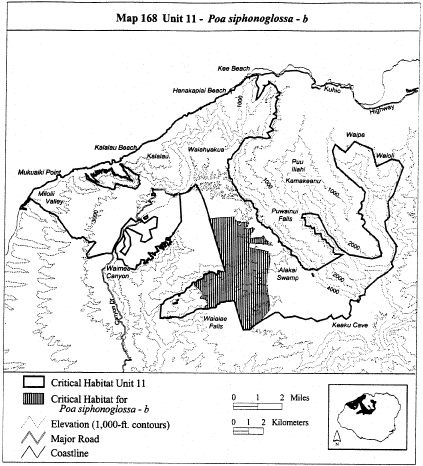 Map 168 Unit 11 - Poa siphonoglossa - b
Kee Beach
Hanakapiai Beach
Kuhio
Highway
1000
Kalalau Beach
Waipa
Kalalau
Waiahuakua
Waioli
Mukuaiki Point
Puu
Iliahi
Kamakeanu
Milolii
Valley
1000
1000
Puwainui
Falls
2000
Waimea
Canyon
Alakai
Swamp
2000
4000
Waialae
Falls
Keaku Cave
Critical Habitat Unit 11
Critical Habitat for
Poa siphonoglossa - b
Elevation (1,000-ft. contours)
Major Road
Coastline
0 1 2 Miles
0 1 2 Kilometers
N